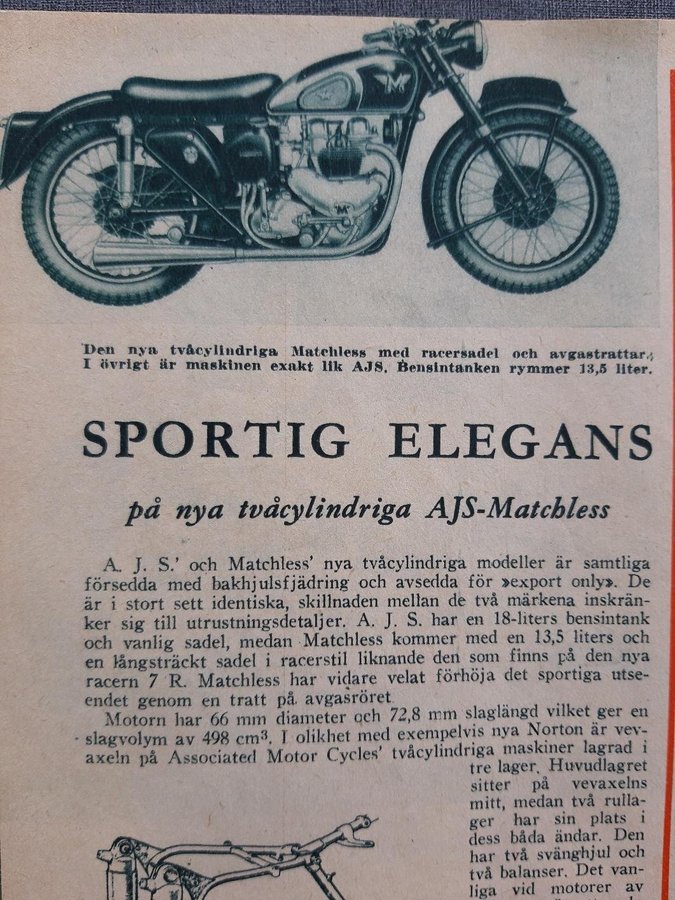 M
Den nya tvåcylindriga Matchless med racersadel och avgastrattar.
I övrigt är maskinen exakt lik AJS. Bensintanken rymmer 13,5 liter.
SPORTIG ELEGANS
på nya tvåcylindriga AJS-Matchless
A. J. S.’ och Matchless’ nya tvåcylindriga modeller är samtliga
försedda med bakhjulsfjädring och avsedda för »export only». De
är i stort sett identiska, skillnaden mellan de två märkena inskrän-
ker sig till utrustningsdetaljer. A. J. S. har en 18-liters bensintank
och vanlig sadel, medan Matchless kommer med en 13,5 liters och
en långsträckt sadel i racerstil liknande den som finns på den nya
racern 7 R. Matchless har vidare velat förhöja det sportiga utse-
endet genom en tratt på avgasröret
Motorn har 66 mm diameter och 72,8 mm slaglängd vilket ger en
slagvolym av 498 cm³. I olikhet med exempelvis nya Norton är vev-
axeln på Associated Motor Cycles’ tvåcylindriga maskiner lagrad i
tre lager. Huvudlagret
sitter på vevaxelns
mitt, medan två rulla-
ger har sin plats i
dess båda ändar. Den
har två svänghjul och
två balanser. Det van-
liga vid motorer av